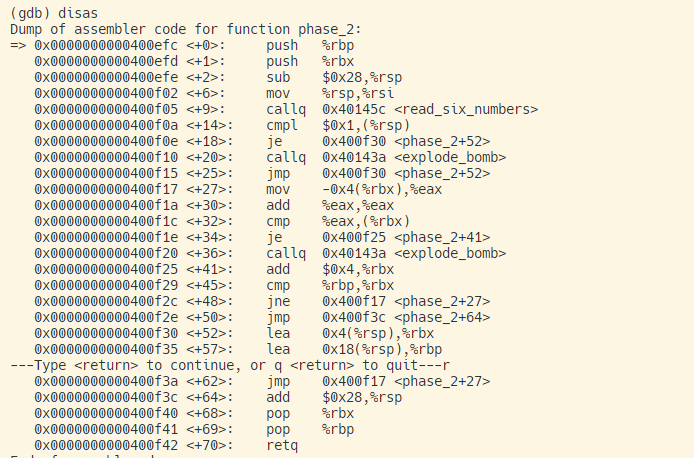 (gdb) disas
Dump of assembler code for function phase_2:
=> 0x0000000000400efc <+0>:     push   %rbp
   0x0000000000400efd <+1>:     push   %rbx
   0x0000000000400efe <+2>:     sub    $0x28,%rsp
   0x0000000000400f02 <+6>:     mov    %rsp,%rsi
   0x0000000000400f05 <+9>:     callq  0x40145c <read_six_numbers>
   0x0000000000400f0a <+14>:    cmpl   $0x1,(%rsp)
   0x0000000000400f0e <+18>:    je     0x400f30 <phase_2+52>
   0x0000000000400f10 <+20>:    callq  0x40143a <explode_bomb>
   0x0000000000400f15 <+25>:    jmp    0x400f30 <phase_2+52>
   0x0000000000400f17 <+27>:    mov    -0x4(%rbx),%eax
   0x0000000000400f1a <+30>:    add    %eax,%eax
   0x0000000000400f1c <+32>:    cmp    %eax,(%rbx)
   0x0000000000400f1e <+34>:    je     0x400f25 <phase_2+41>
   0x0000000000400f20 <+36>:    callq  0x40143a <explode_bomb>
   0x0000000000400f25 <+41>:    add    $0x4,%rbx
   0x0000000000400f29 <+45>:    cmp    %rbp,%rbx
   0x0000000000400f2c <+48>:    jne    0x400f17 <phase_2+27>
   0x0000000000400f2e <+50>:    jmp    0x400f3c <phase_2+64>
   0x0000000000400f30 <+52>:    lea    0x4(%rsp),%rbx
   0x0000000000400f35 <+57>:    lea    0x18(%rsp),%rbp
---Type <return> to continue, or q <return> to quit---r
   0x0000000000400f3a <+62>:    jmp    0x400f17 <phase_2+27>
   0x0000000000400f3c <+64>:    add    $0x28,%rsp
   0x0000000000400f40 <+68>:    pop    %rbx
   0x0000000000400f41 <+69>:    pop    %rbp
   0x0000000000400f42 <+70>:    retq